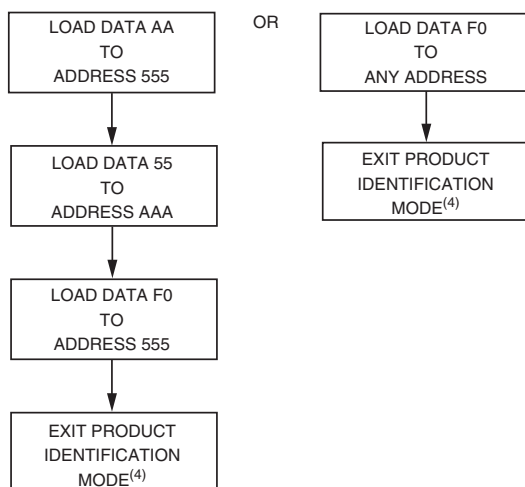 LOAD DATA AA
TO
ADDRESS 555
LOAD DATA 55
TO
ADDRESS AAA
LOAD DATA F0
TO
ADDRESS 555
EXIT PRODUCT
IDENTIFICATION
MODE(4)
OR
LOAD DATA F0
TO
ANY ADDRESS
EXIT PRODUCT
IDENTIFICATION
MODE(4)